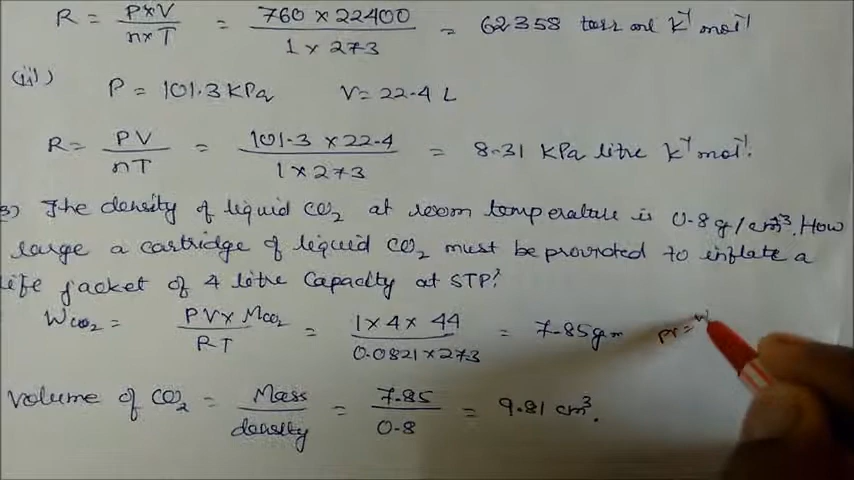 R = P×V / n×T = 760 × 22400 / 1 × 273 = 62358 torr ml K⁻¹ mol⁻¹
(ii) P = 101.3 KPa V= 22.4 L
R= PV / nT = 101.3 × 22.4 / 1 × 273 = 8.31 KPa litre K⁻¹ mol⁻¹.
3) The density of liquid CO₂ at room temperature is 0.8 g/cm³. How
large a cartridge of liquid CO₂ must be provided to inflate a
life jacket of 4 litre capacity at STP?
W CO₂ = PV × M CO₂ / RT = 1 × 4 × 44 / 0.0821 × 273 = 7.85 gm PV = W
Volume of CO₂ = Mass / density = 7.85 / 0.8 = 9.81 cm³.